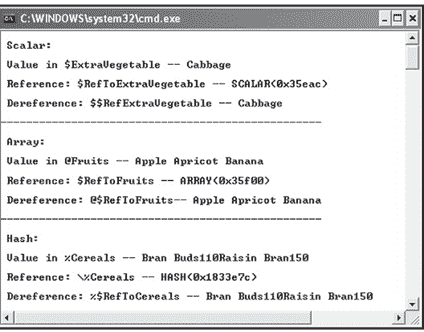 C:\WINDOWS\system32\cmd.exe
Scalar:
Value in $ExtraVegetable -- Cabbage
Reference: $RefToExtraVegetable -- SCALAR(0x35eac)
Dereference: $$RefExtraVegetable -- Cabbage
------------------------------------------------
Array:
Value in @Fruits -- Apple Apricot Banana
Reference: $RefToFruits -- ARRAY(0x35f00)
Dereference: @$RefToFruits-- Apple Apricot Banana
------------------------------------------------
Hash:
Value in %Cereals -- Bran Buds110Raisin Bran150
Reference: \%Cereals -- HASH(0x1833e7c)
Dereference: %$RefToCereals -- Bran Buds110Raisin Bran150